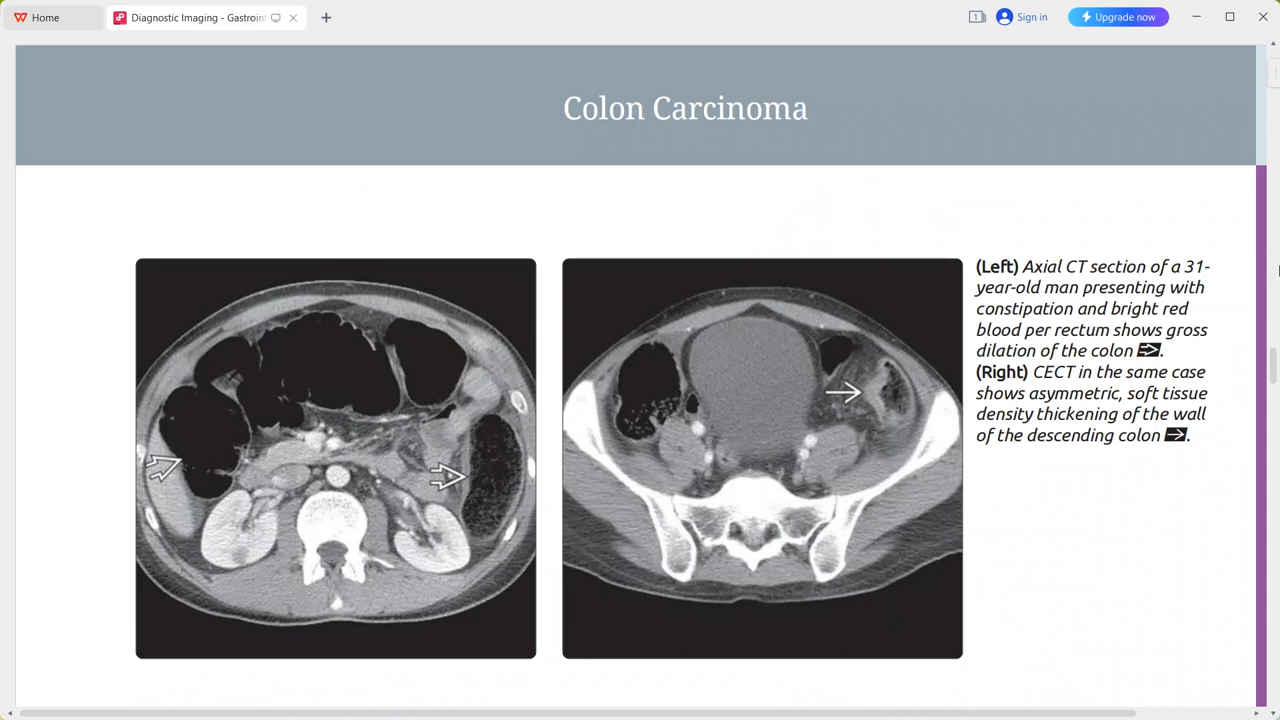 Home
Diagnostic Imaging - Gastroint
1
Sign in
Upgrade now
Colon Carcinoma
(Left) Axial CT section of a 31-
year-old man presenting with
constipation and bright red
blood per rectum shows gross
dilation of the colon
.
(Right) CECT in the same case
shows asymmetric, soft tissue
density thickening of the wall
of the descending colon
.